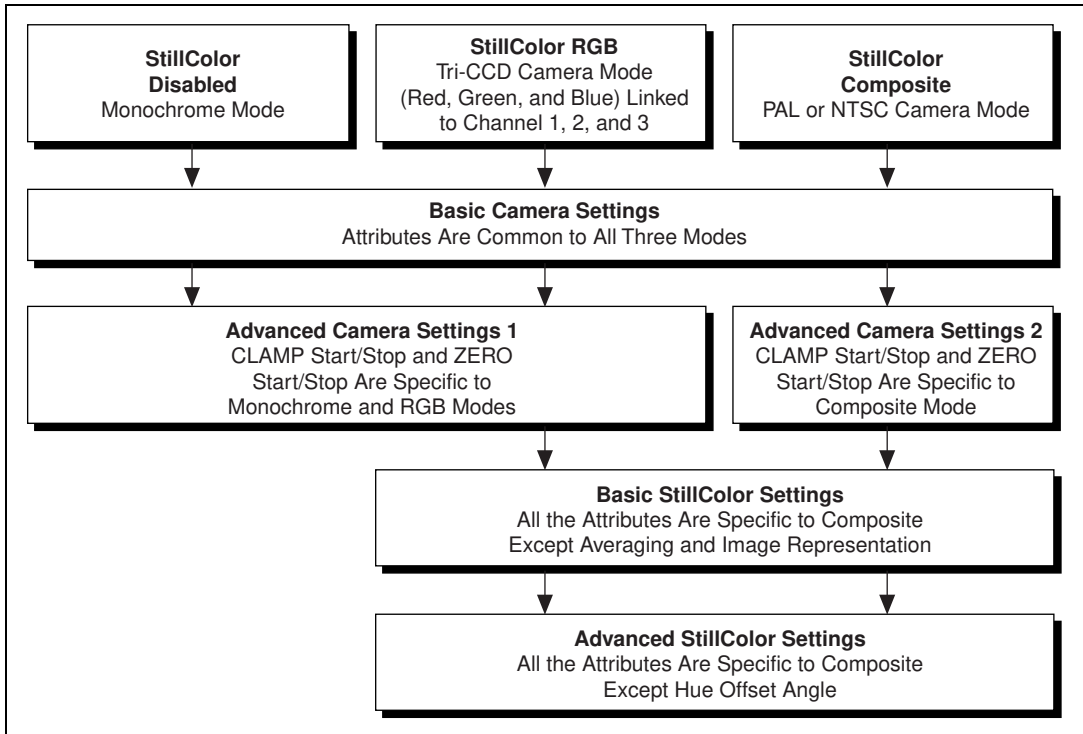 StillColor
Disabled
Monochrome Mode
StillColor RGB
Tri-CCD Camera Mode
(Red, Green, and Blue) Linked
to Channel 1, 2, and 3
StillColor
Composite
PAL or NTSC Camera Mode
Basic Camera Settings
Attributes Are Common to All Three Modes
Advanced Camera Settings 1
CLAMP Start/Stop and ZERO
Start/Stop Are Specific to
Monochrome and RGB Modes
Advanced Camera Settings 2
CLAMP Start/Stop and ZERO
Start/Stop Are Specific to
Composite Mode
Basic StillColor Settings
All the Attributes Are Specific to Composite
Except Averaging and Image Representation
Advanced StillColor Settings
All the Attributes Are Specific to Composite
Except Hue Offset Angle